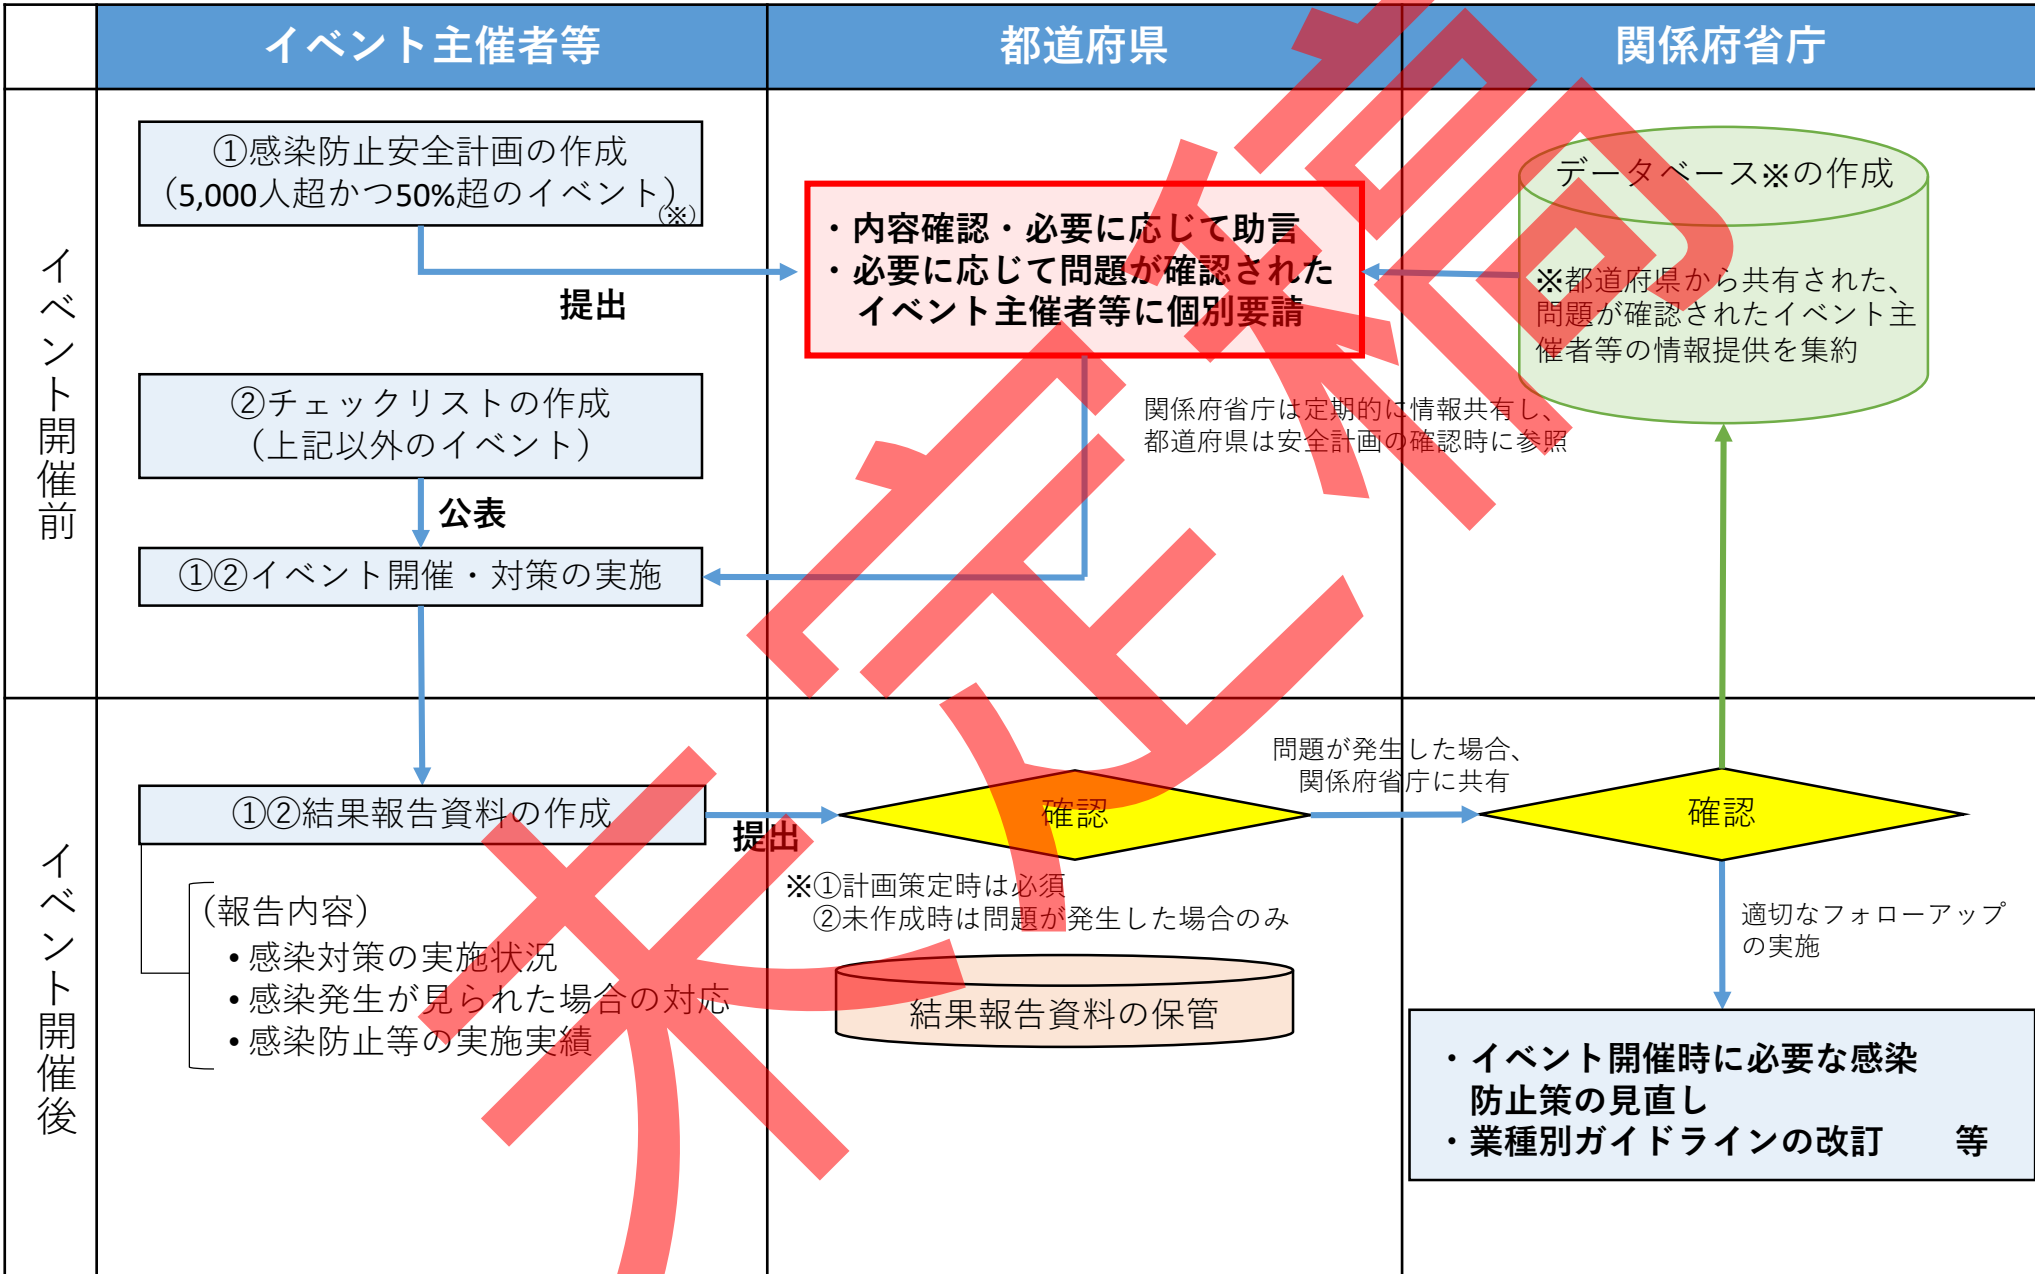 イベント主催者等
都道府県
関係府省庁
イベント開催前
①感染防止安全計画の作成
（5,000人超かつ50%超のイベント）
（※）
提出
・内容確認・必要に応じて助言
・必要に応じて問題が確認された
イベント主催者等に個別要請
データベース※の作成
※都道府県から共有された、
問題が確認されたイベント主
催者等の情報提供を集約
関係府省庁は定期的に情報共有し、
都道府県は安全計画の確認時に参照
②チェックリストの作成
（上記以外のイベント）
公表
①②イベント開催・対策の実施
イベント開催後
①②結果報告資料の作成
提出
（報告内容）
• 感染対策の実施状況
• 感染発生が見られた場合の対応
• 感染防止等の実施実績
確認
※①計画策定時は必須
②未作成時は問題が発生した場合のみ
結果報告資料の保管
問題が発生した場合、
関係府省庁に共有
確認
適切なフォローアップ
の実施
・イベント開催時に必要な感染
防止策の見直し
・業種別ガイドラインの改訂　　等
未定稿